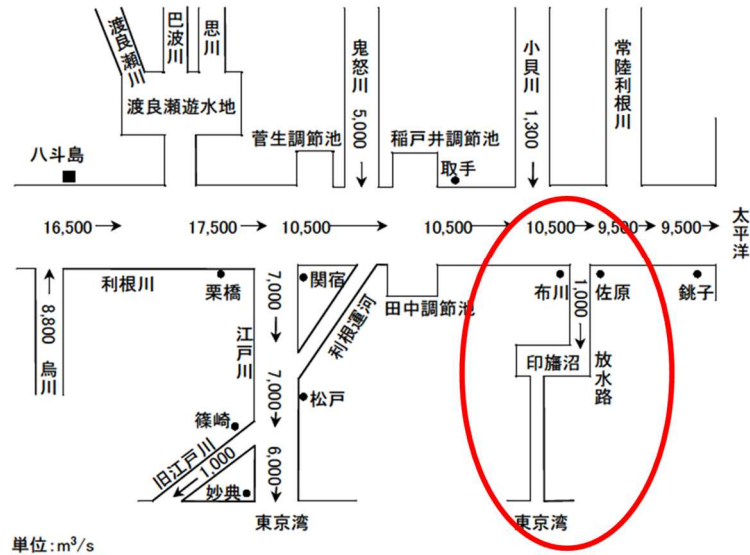 渡良瀬川
巴波川
思川
鬼怒川
5,000
小貝川
1,300
常陸利根川
渡良瀬遊水地
菅生調節池
稲戸井調節池
取手
八斗島
16,500
17,500
10,500
10,500
10,500
9,500
9,500
太平洋
利根川
栗橋
7,000
関宿
利根運河
田中調節池
布川
1,000
佐原
銚子
8,800
烏川
江戸川
印旛沼
放水路
7,000
松戸
篠崎
旧江戸川
1,000
6,000
妙典
東京湾
東京湾
単位:m³/s